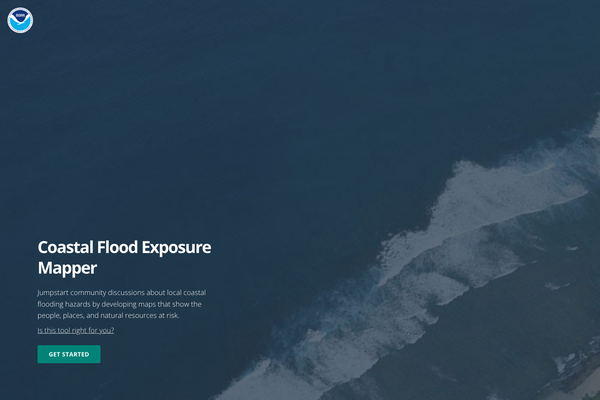 NOAA
Coastal Flood Exposure
Mapper
Jumpstart community discussions about local coastal
flooding hazards by developing maps that show the
people, places, and natural resources at risk.
Is this tool right for you?
GET STARTED